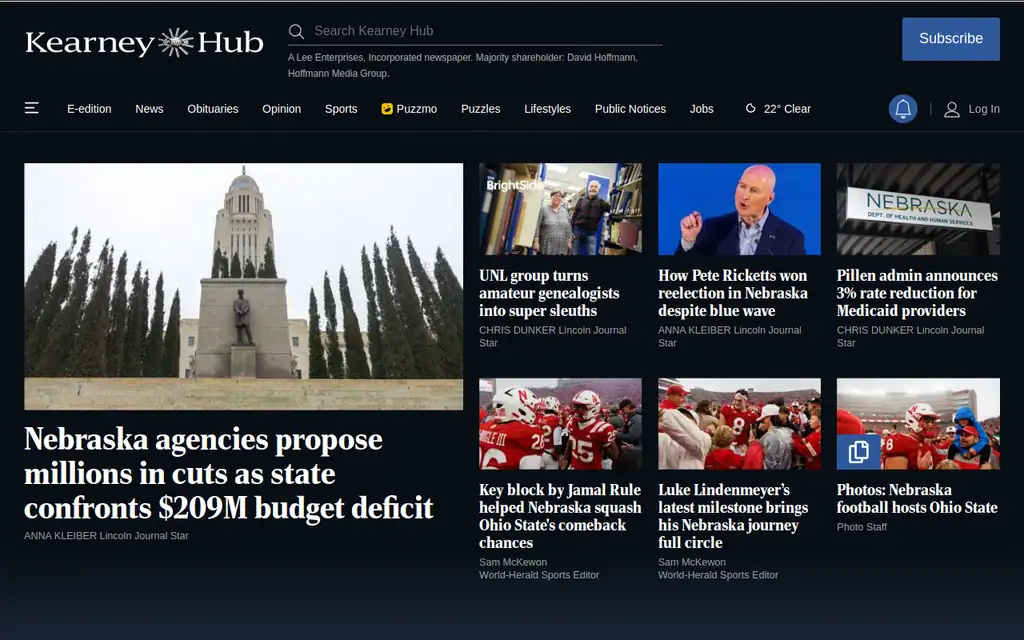 Kearney Hub
Search Kearney Hub
A Lee Enterprises, Incorporated newspaper. Majority shareholder: David Hoffmann,
Hoffmann Media Group.
Subscribe
E-edition News Obituaries Opinion Sports Puzzmo Puzzles Lifestyles Public Notices Jobs 22° Clear
Log In
Nebraska agencies propose
millions in cuts as state
confronts $209M budget deficit
ANNA KLEIBER Lincoln Journal Star
The BrightSide
UNL group turns
amateur genealogists
into super sleuths
CHRIS DUNKER Lincoln Journal
Star
How Pete Ricketts won
reelection in Nebraska
despite blue wave
ANNA KLEIBER Lincoln Journal
Star
NEBRASKA
DEPT. OF HEALTH AND HUMAN SERVICES
Pillen admin announces
3% rate reduction for
Medicaid providers
CHRIS DUNKER Lincoln Journal
Star
28
25
Key block by Jamal Rule
helped Nebraska squash
Ohio State's comeback
chances
Sam McKewon
World-Herald Sports Editor
8
Luke Lindenmeyer’s
latest milestone brings
his Nebraska journey
full circle
Sam McKewon
World-Herald Sports Editor
8
Photos: Nebraska
football hosts Ohio State
Photo Staff